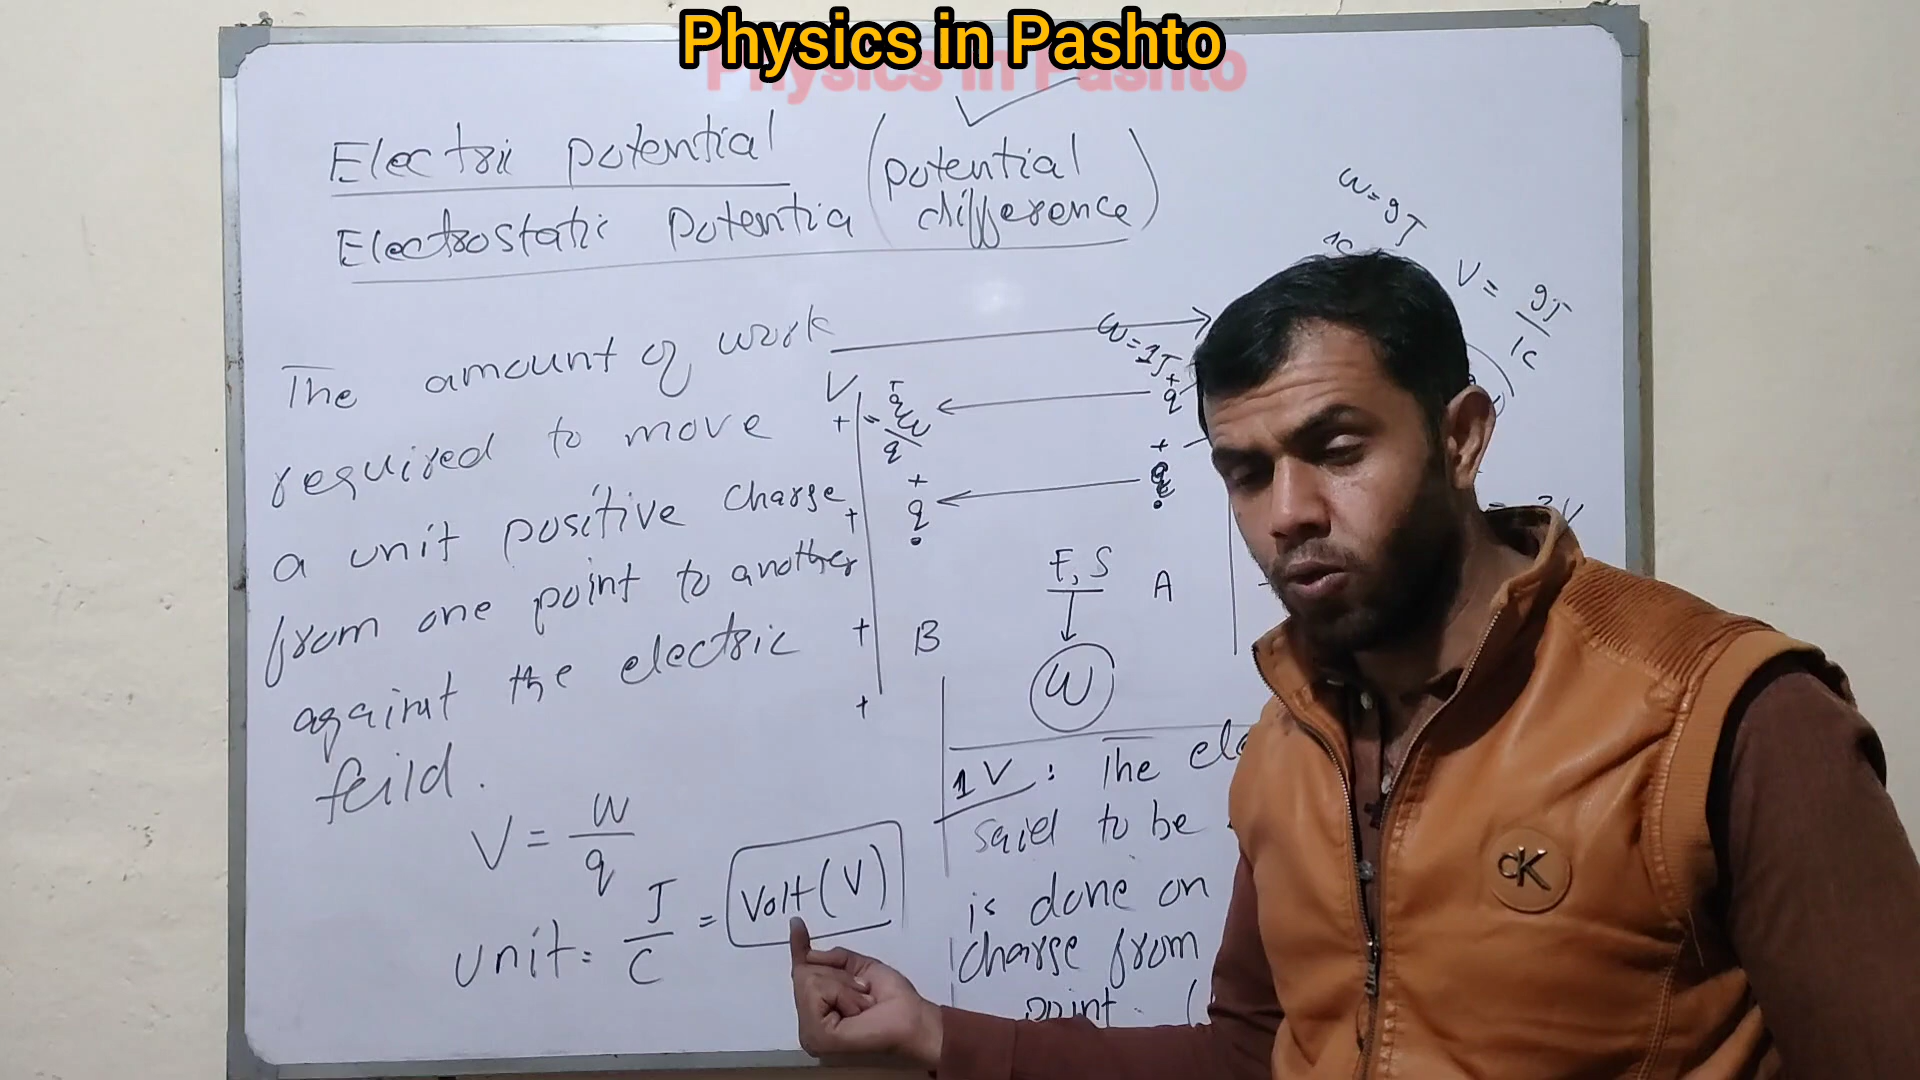 Physics in Pashto
Electric potential
Electrostatic Potentia
(potential
difference)
The amount of work
required to move
a unit positive Charge
from one point to another
against the electric
feild.
V = W/q
unit = J/C = Volt (V)
W=9J
V = 9J/1C
W=1J
V
= W/q
+
q
+
q
+
q
+
F, S
A
B
W
1V : The ele
said to be
is done on
charge from
point. (
CK